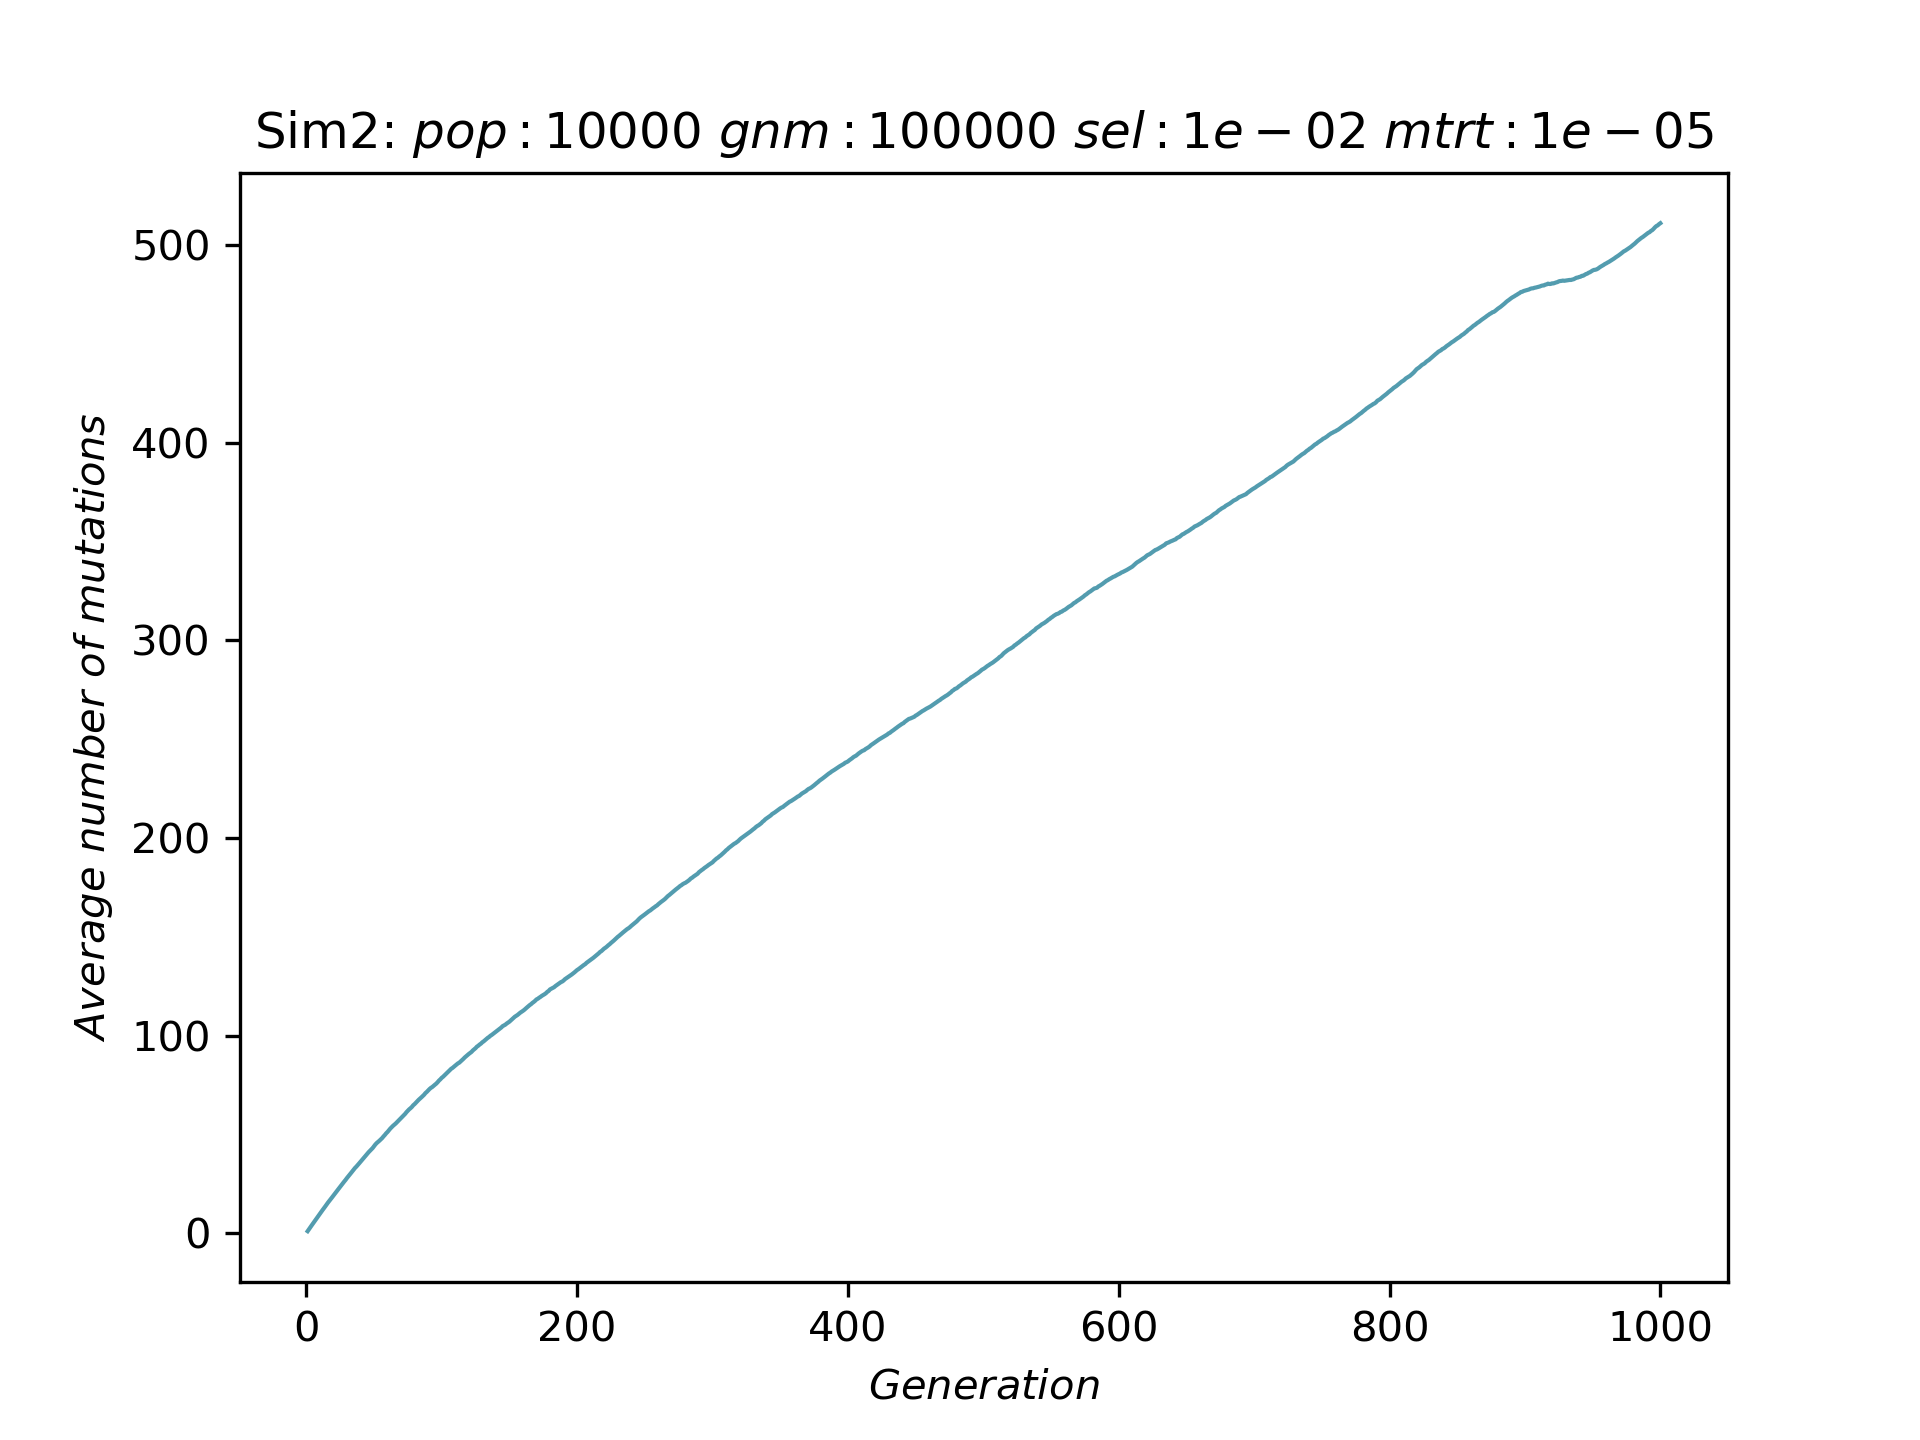 Sim2: pop : 10000 gnm : 100000 sel : 1e − 02 mtrt : 1e − 05
Average number of mutations
500
400
300
200
100
0
0 200 400 600 800 1000
Generation